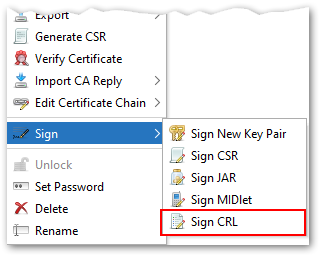 Export
Generate CSR
Verify Certificate
Import CA Reply
Edit Certificate Chain
Sign
Unlock
Set Password
Delete
Rename
Sign New Key Pair
Sign CSR
Sign JAR
Sign MIDlet
Sign CRL